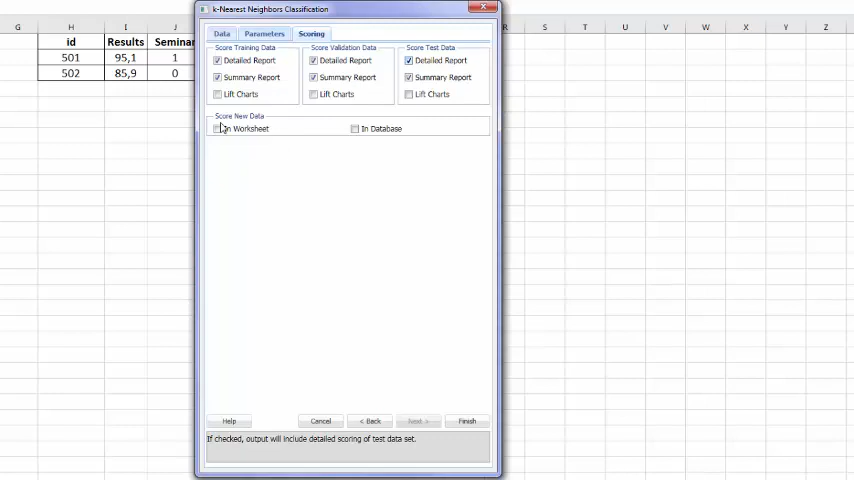 k-Nearest Neighbors Classification
G H I J R S T U V W X Y Z
id Results Seminar
501 95,1 1
502 85,9 0
Data Parameters Scoring
Score Training Data Score Validation Data Score Test Data
Detailed Report Detailed Report Detailed Report
Summary Report Summary Report Summary Report
Lift Charts Lift Charts Lift Charts
Score New Data
In Worksheet In Database
Help Cancel < Back Next > Finish
If checked, output will include detailed scoring of test data set.